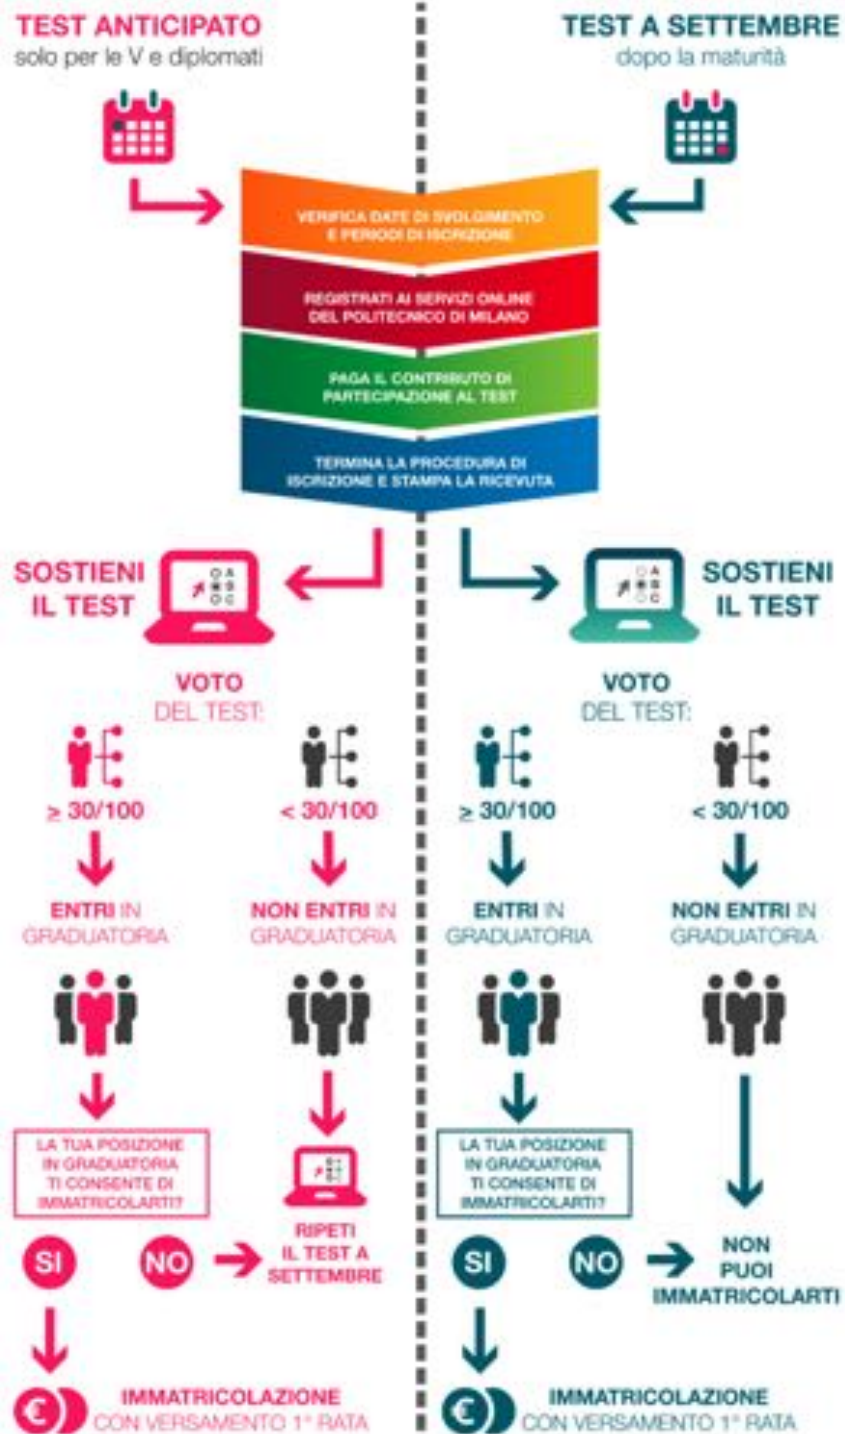 TEST ANTICIPATO
solo per le V e diplomati
TEST A SETTEMBRE
dopo la maturità
VERIFICA DATE DI SVOLGIMENTO
E PERIODI DI ISCRIZIONE
REGISTRATI AI SERVIZI ONLINE
DEL POLITECNICO DI MILANO
PAGA IL CONTRIBUTO DI
PARTECIPAZIONE AL TEST
TERMINA LA PROCEDURA DI
ISCRIZIONE E STAMPA LA RICEVUTA
SOSTIENI
IL TEST
A
B
C
VOTO
DEL TEST:
≥ 30/100
< 30/100
ENTRI IN
GRADUATORIA
NON ENTRI IN
GRADUATORIA
LA TUA POSIZIONE
IN GRADUATORIA
TI CONSENTE DI
IMMATRICOLARTI?
SI
NO
RIPETI
IL TEST A
SETTEMBRE
€
IMMATRICOLAZIONE
CON VERSAMENTO 1° RATA
A
B
C
SOSTIENI
IL TEST
VOTO
DEL TEST:
≥ 30/100
< 30/100
ENTRI IN
GRADUATORIA
NON ENTRI IN
GRADUATORIA
LA TUA POSIZIONE
IN GRADUATORIA
TI CONSENTE DI
IMMATRICOLARTI?
SI
NO
NON
PUOI
IMMATRICOLARTI
€
IMMATRICOLAZIONE
CON VERSAMENTO 1° RATA